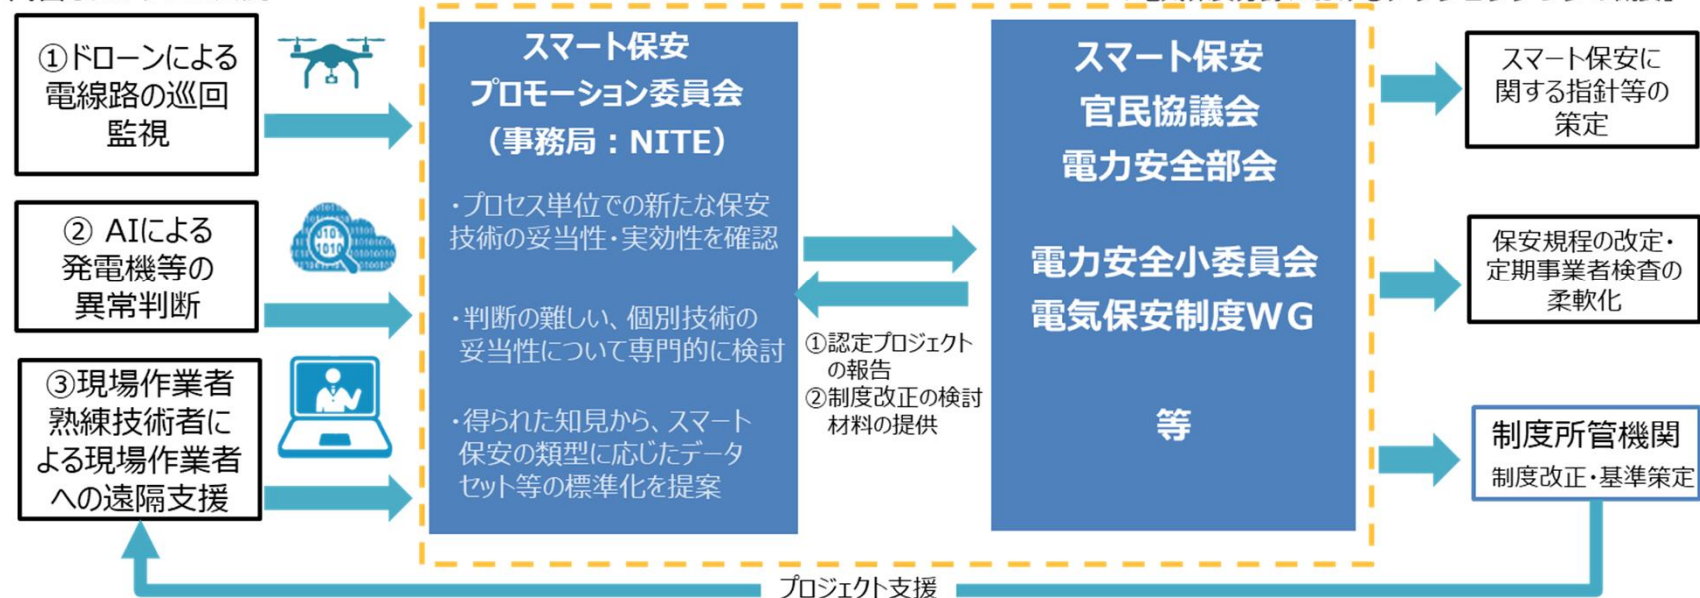 ①ドローンによる
電線路の巡回
監視
② AIによる
発電機等の
異常判断
③現場作業者
熟練技術者に
よる現場作業者
への遠隔支援
スマート保安
プロモーション委員会
（事務局：NITE）
・プロセス単位での新たな保安
技術の妥当性・実効性を確認
・判断の難しい、個別技術の
妥当性について専門的に検討
・得られた知見から、スマート
保安の類型に応じたデータ
セット等の標準化を提案
①認定プロジェクト
の報告
②制度改正の検討
材料の提供
スマート保安
官民協議会
電力安全部会
電力安全小委員会
電気保安制度WG
等
スマート保安に
関する指針等の
策定
保安規程の改定・
定期事業者検査の
柔軟化
制度所管機関
制度改正・基準策定
プロジェクト支援